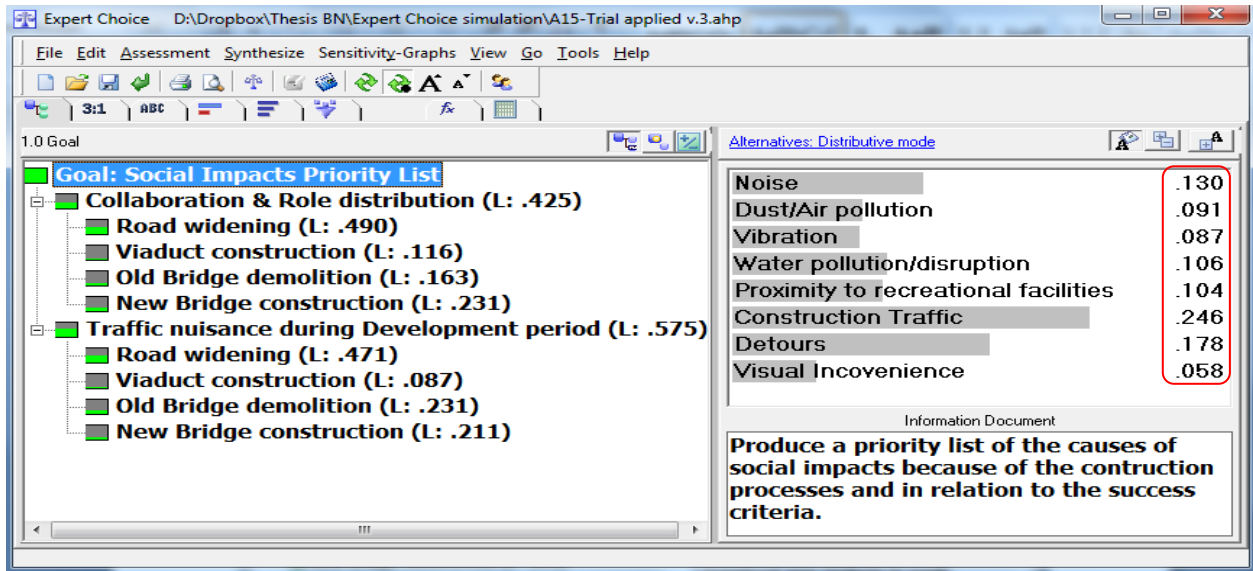 Expert Choice D:\Dropbox\Thesis BN\Expert Choice simulation\A15-Trial applied v.3.ahp
File Edit Assessment Synthesize Sensitivity-Graphs View Go Tools Help
3:1 ABC fx
1.0 Goal
Goal: Social Impacts Priority List
Collaboration & Role distribution (L: .425)
Road widening (L: .490)
Viaduct construction (L: .116)
Old Bridge demolition (L: .163)
New Bridge construction (L: .231)
Traffic nuisance during Development period (L: .575)
Road widening (L: .471)
Viaduct construction (L: .087)
Old Bridge demolition (L: .231)
New Bridge construction (L: .211)
Alternatives: Distributive mode
Noise .130
Dust/Air pollution .091
Vibration .087
Water pollution/disruption .106
Proximity to recreational facilities .104
Construction Traffic .246
Detours .178
Visual Incovenience .058
Information Document
Produce a priority list of the causes of
social impacts because of the contruction
processes and in relation to the success
criteria.